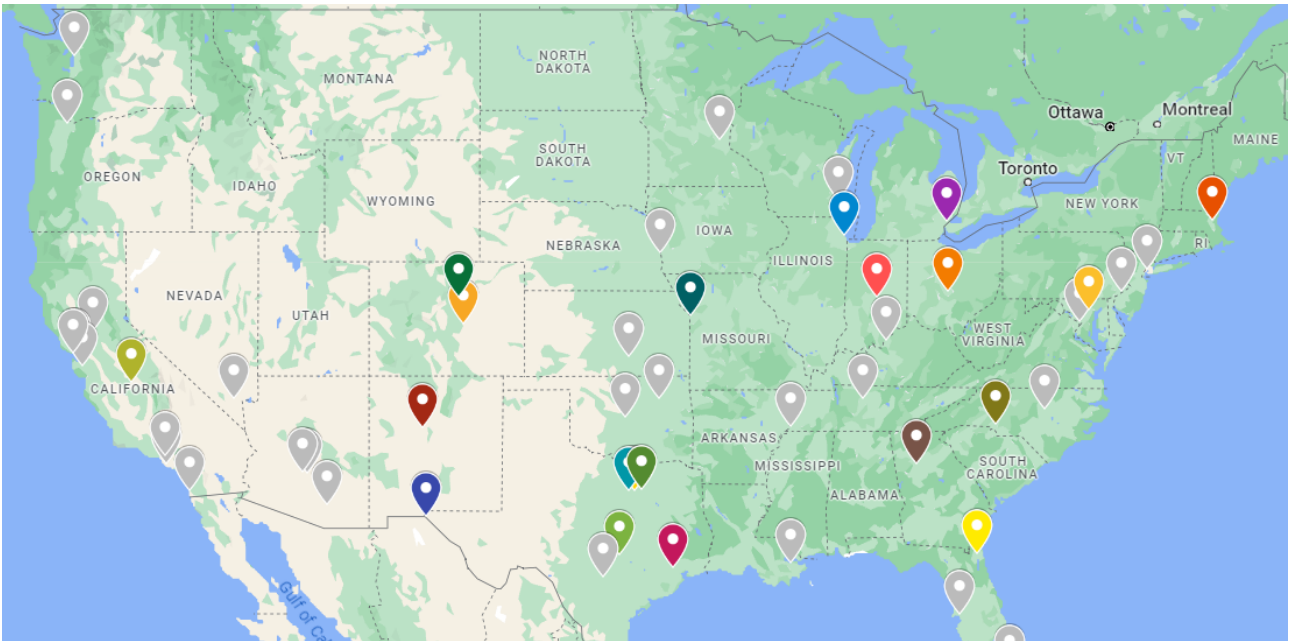 NORTH
DAKOTA
MONTANA
Ottawa
Montreal
MAINE
SOUTH
DAKOTA
VT
Toronto
OREGON
IDAHO
WYOMING
NEW YORK
NEBRASKA
IOWA
RI
ILLINOIS
NEVADA
UTAH
MISSOURI
WEST
VIRGINIA
CALIFORNIA
ARKANSAS
MISSISSIPPI
SOUTH
CAROLINA
ALABAMA
Gulf of Cal